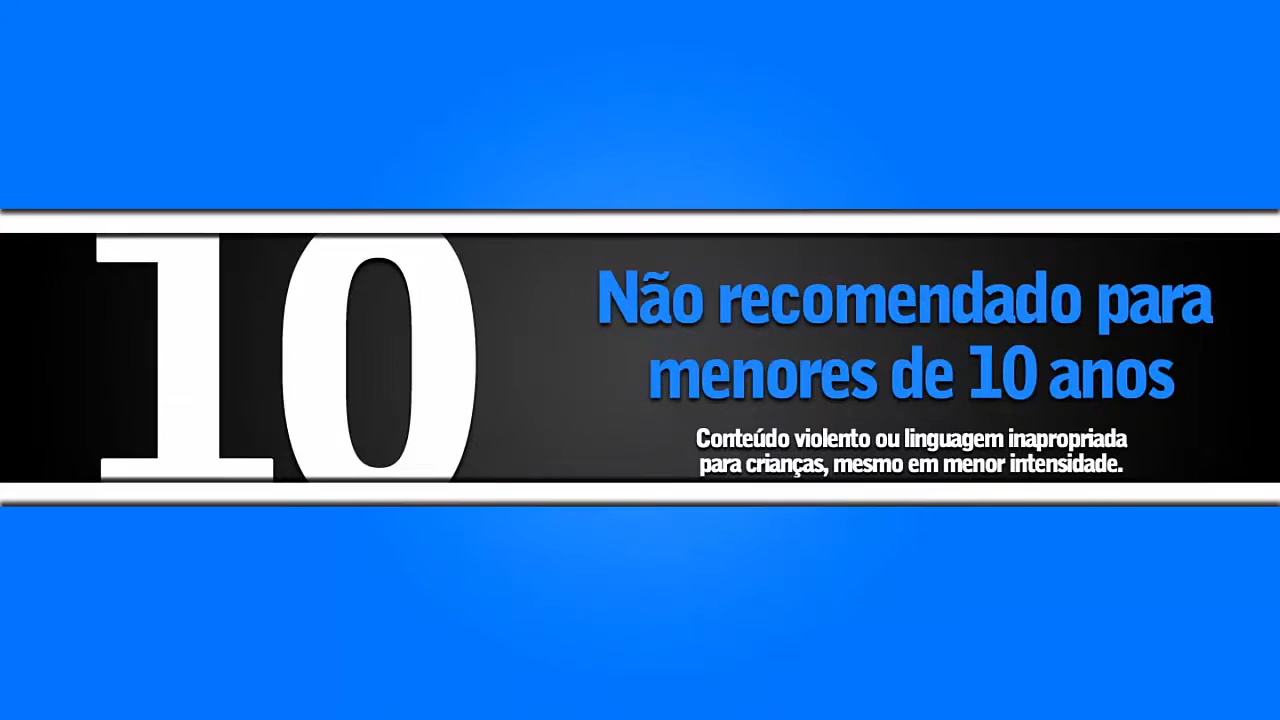 10
Não recomendado para
menores de 10 anos
Conteúdo violento ou linguagem inapropriada
para crianças, mesmo em menor intensidade.